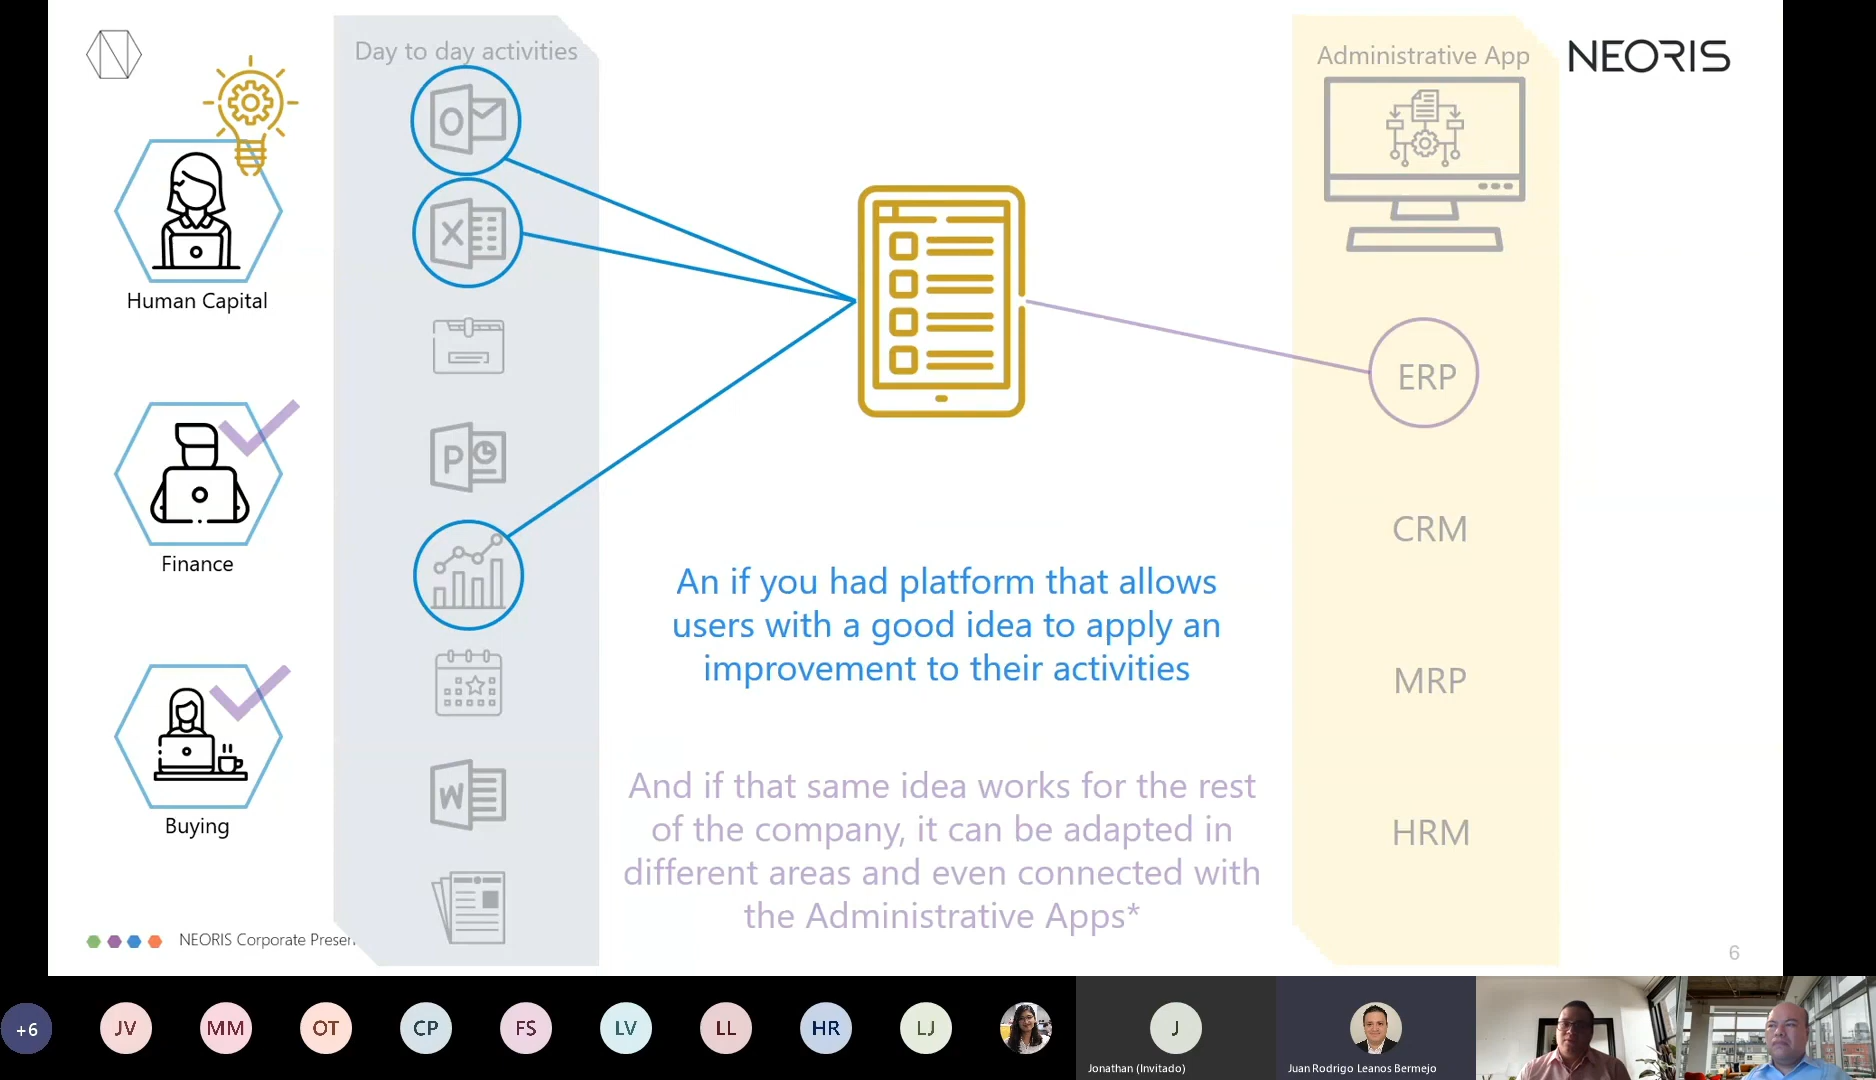 Day to day activities
Administrative App
NEORIS
Human Capital
Finance
Buying
ERP
CRM
MRP
HRM
An if you had platform that allows
users with a good idea to apply an
improvement to their activities
And if that same idea works for the rest
of the company, it can be adapted in
different areas and even connected with
the Administrative Apps*
NEORIS Corporate Presen
6
+6
JV
MM
OT
CP
FS
LV
LL
HR
LJ
J
Jonathan (Invitado)
Juan Rodrigo Leanos Bermejo